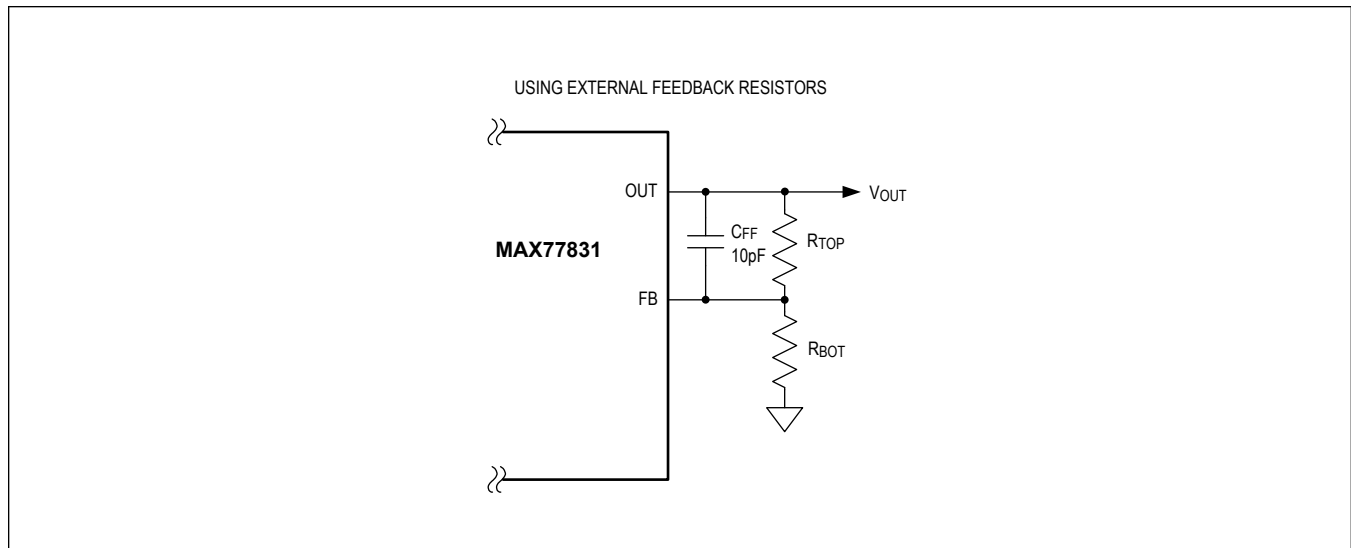 USING EXTERNAL FEEDBACK RESISTORS
OUT
VOUT
CFF
10pF
RTOP
MAX77831
FB
RBOT